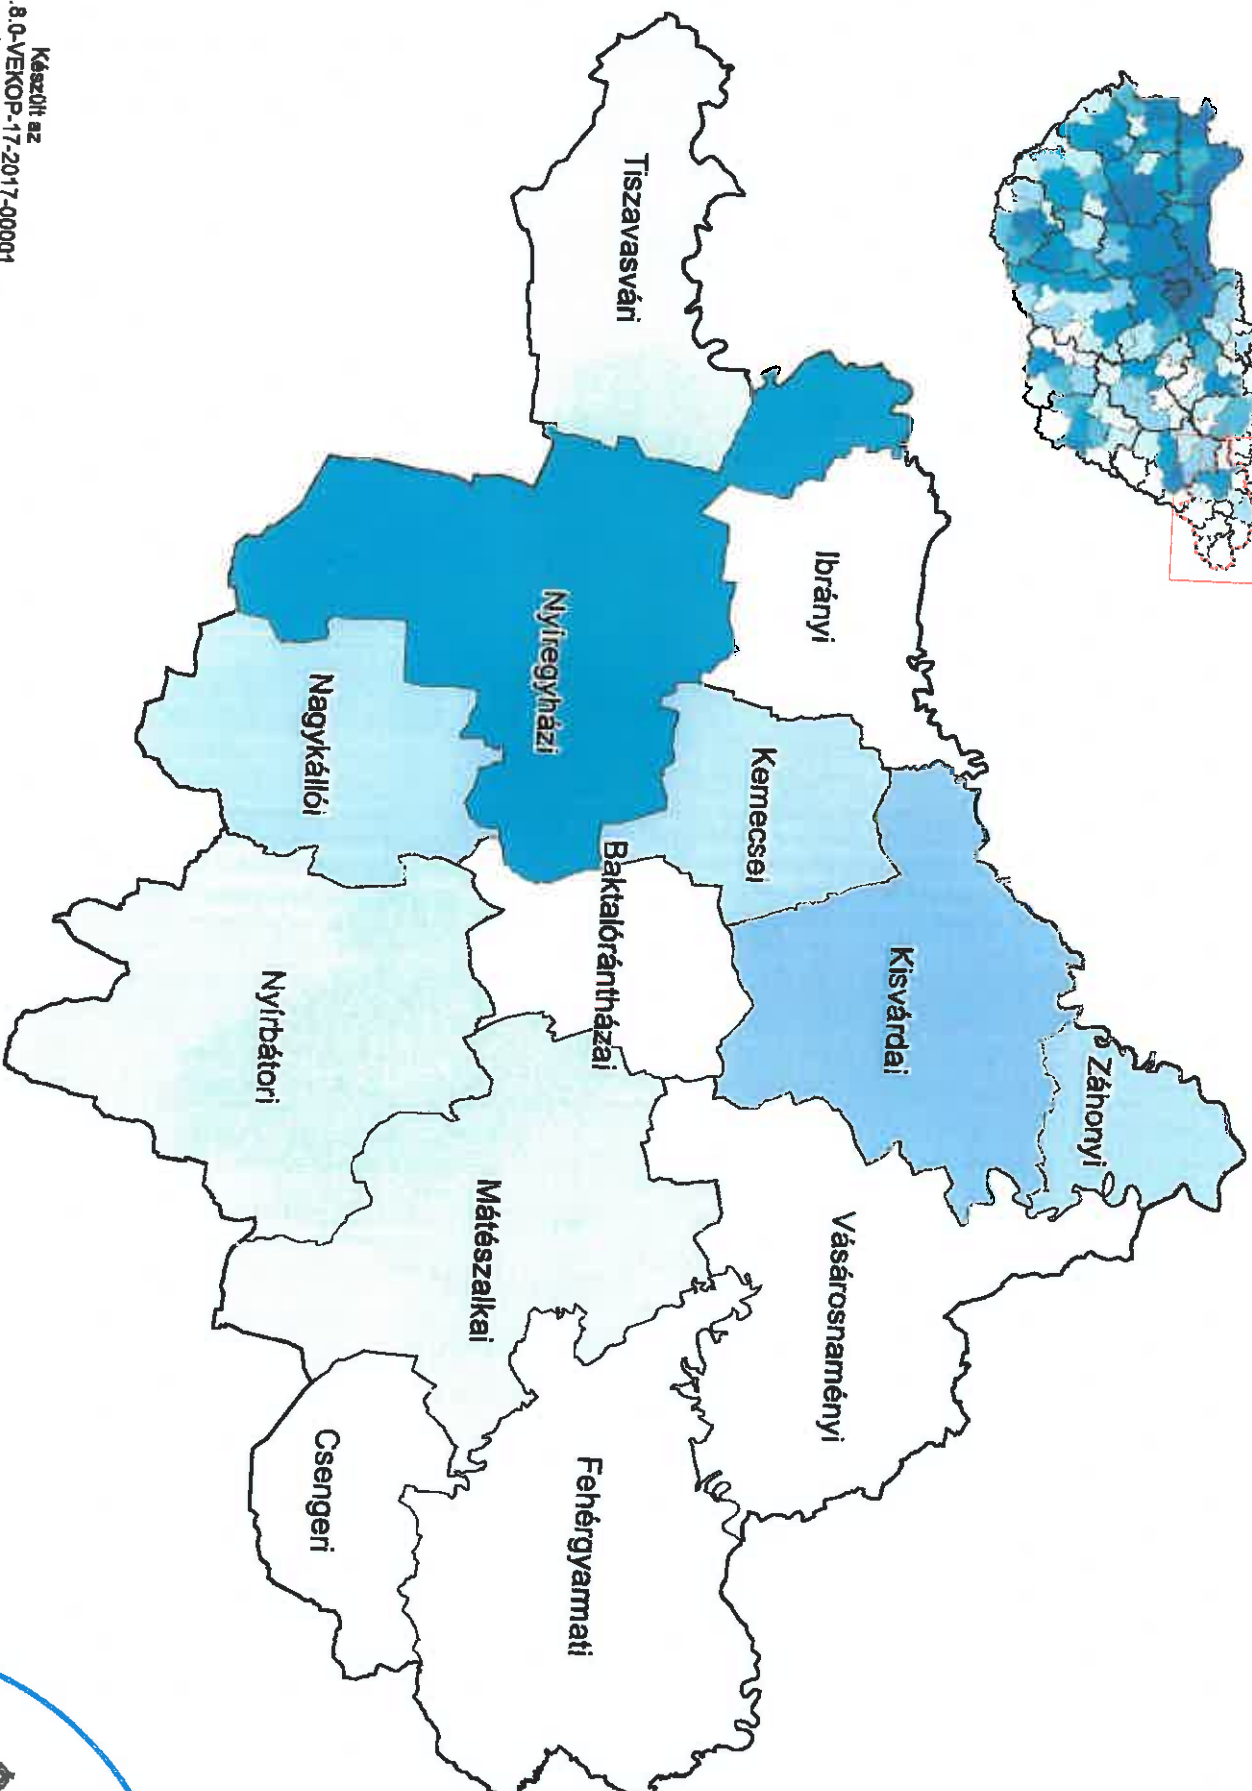 Záhonyi
Kisvárdai
Vásárosnaményi
Ibrányi
Kemecsei
Tiszavasvári
Baktalórántházai
Nyíregyházi
Fehérgyarmati
Mátészalkai
Nagykállói
Csengeri
Nyírbátori
Készült az
.8.0-VEKOP-17-2017-00001